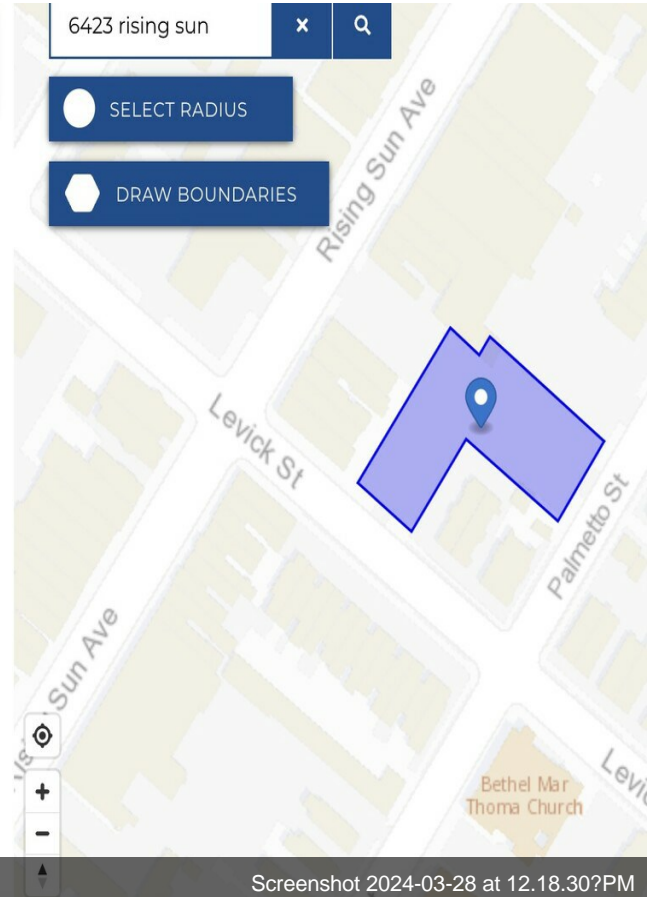 6423 rising sun
SELECT RADIUS
DRAW BOUNDARIES
Rising Sun Ave
Levick St
Palmetto St
Sun Ave
Bethel Mar
Thoma Church
Screenshot 2024-03-28 at 12.18.30?PM